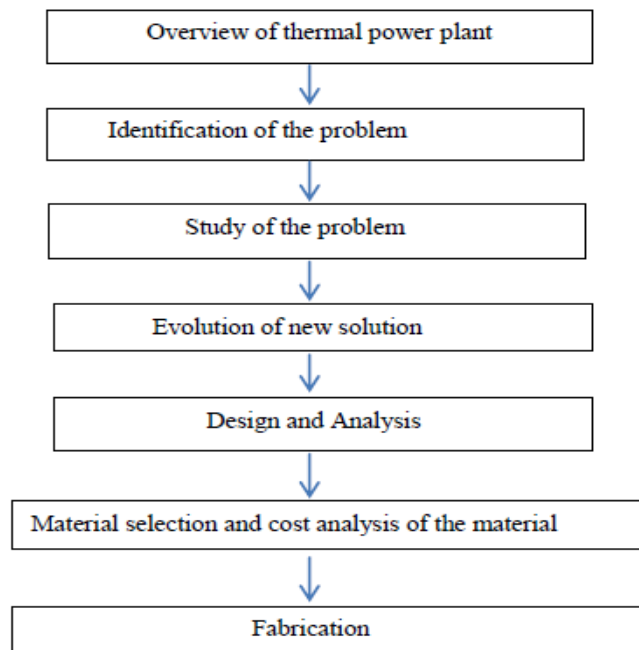 Overview of thermal power plant
Identification of the problem
Study of the problem
Evolution of new solution
Design and Analysis
Material selection and cost analysis of the material
Fabrication